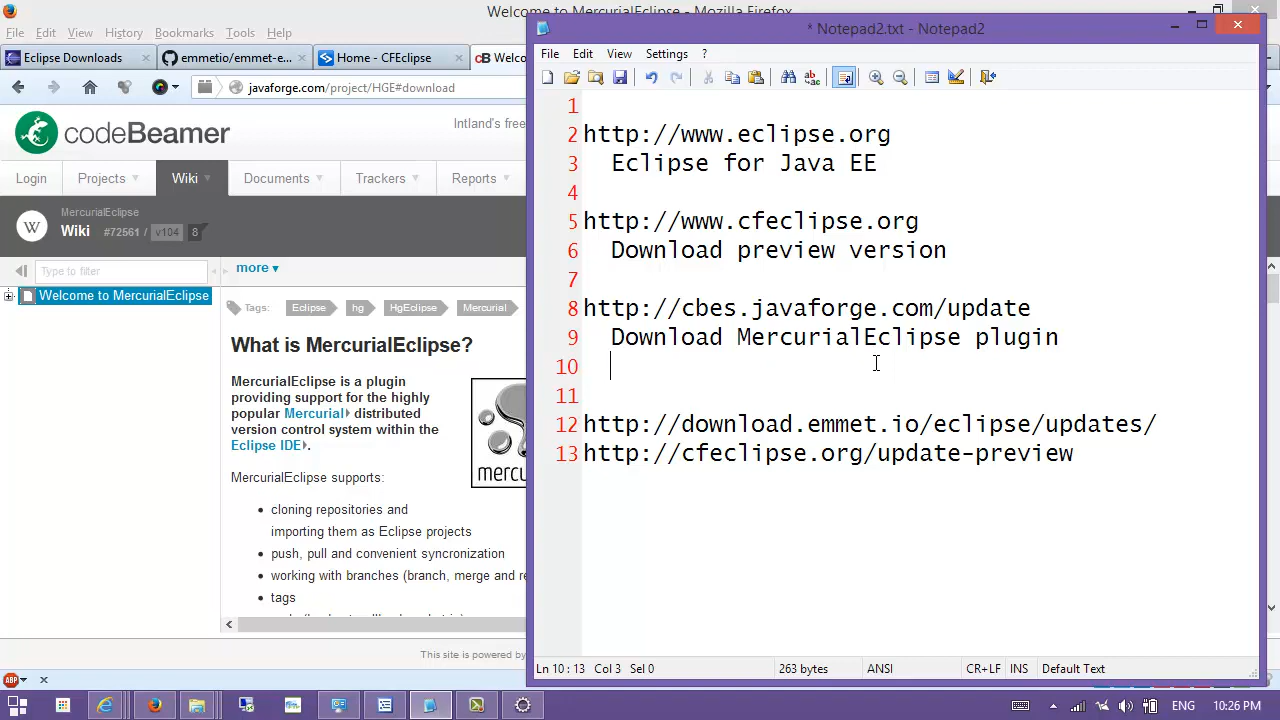 Welcome to MercurialEclipse - Mozilla Firefox
File Edit View History Bookmarks Tools Help
Eclipse Downloads
emmetio/emmet-e...
Home - CFEclipse
cB Welcom
javaforge.com/project/HGE#download
codeBeamer
Intland's free
Login Projects Wiki Documents Trackers Reports
W
MercurialEclipse
Wiki #72561 / v104 8
Type to filter
more
Welcome to MercurialEclipse
Tags: Eclipse hg HgEclipse Mercurial
What is MercurialEclipse?
MercurialEclipse is a plugin
providing support for the highly
popular Mercurial distributed
version control system within the
Eclipse IDE.
mercu
MercurialEclipse supports:
cloning repositories and
importing them as Eclipse projects
push, pull and convenient syncronization
working with branches (branch, merge and re
tags
This site is powered by
ABP
* Notepad2.txt - Notepad2
File Edit View Settings ?
1
2 http://www.eclipse.org
3 Eclipse for Java EE
4
5 http://www.cfeclipse.org
6 Download preview version
7
8 http://cbes.javaforge.com/update
9 Download MercurialEclipse plugin
10
11
12 http://download.emmet.io/eclipse/updates/
13 http://cfeclipse.org/update-preview
Ln 10 : 13 Col 3 Sel 0 263 bytes ANSI CR+LF INS Default Text
10:26 PM